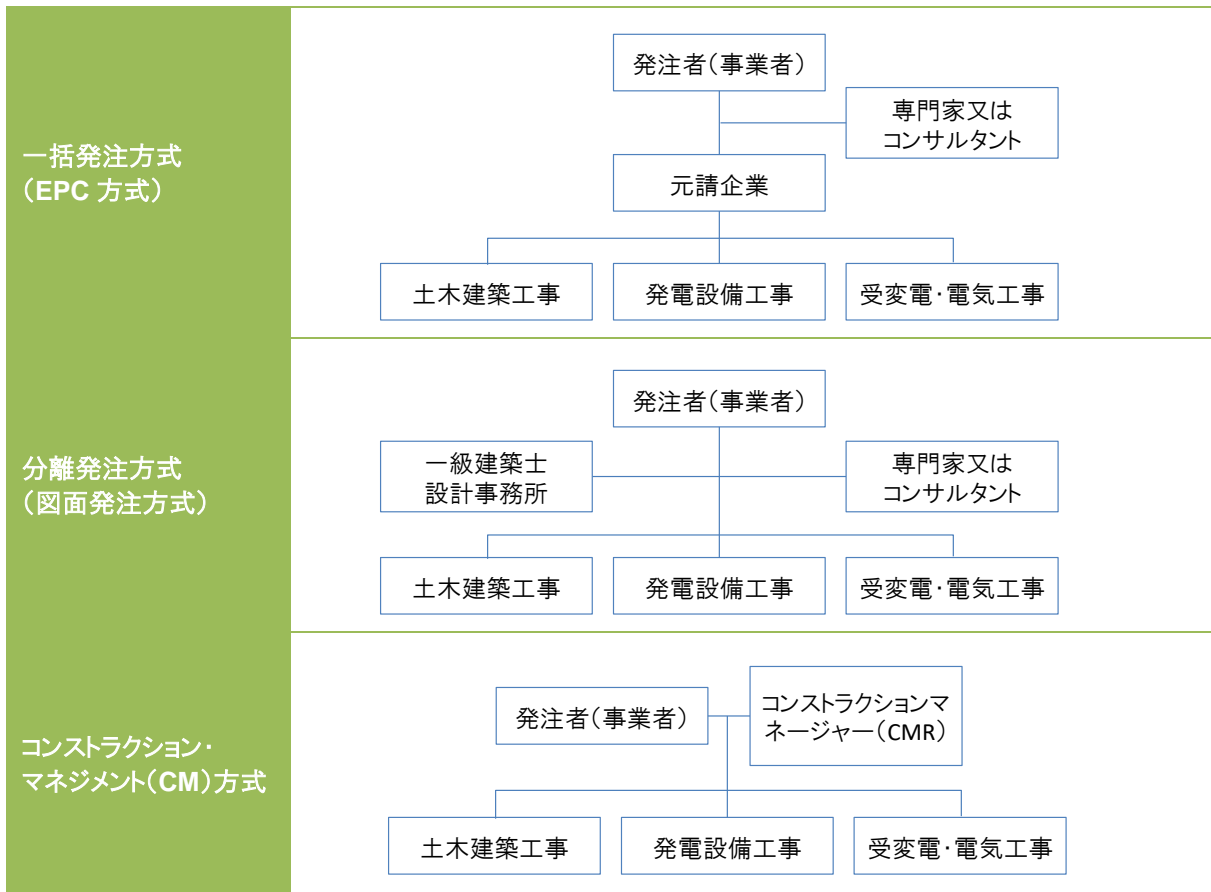 一括発注方式
（EPC 方式）
発注者（事業者）
専門家又は
コンサルタント
元請企業
土木建築工事
発電設備工事
受変電・電気工事
分離発注方式
（図面発注方式）
発注者（事業者）
一級建築士
設計事務所
専門家又は
コンサルタント
土木建築工事
発電設備工事
受変電・電気工事
コンストラクション・
マネジメント（CM）方式
発注者（事業者）
コンストラクションマ
ネージャー（CMR）
土木建築工事
発電設備工事
受変電・電気工事